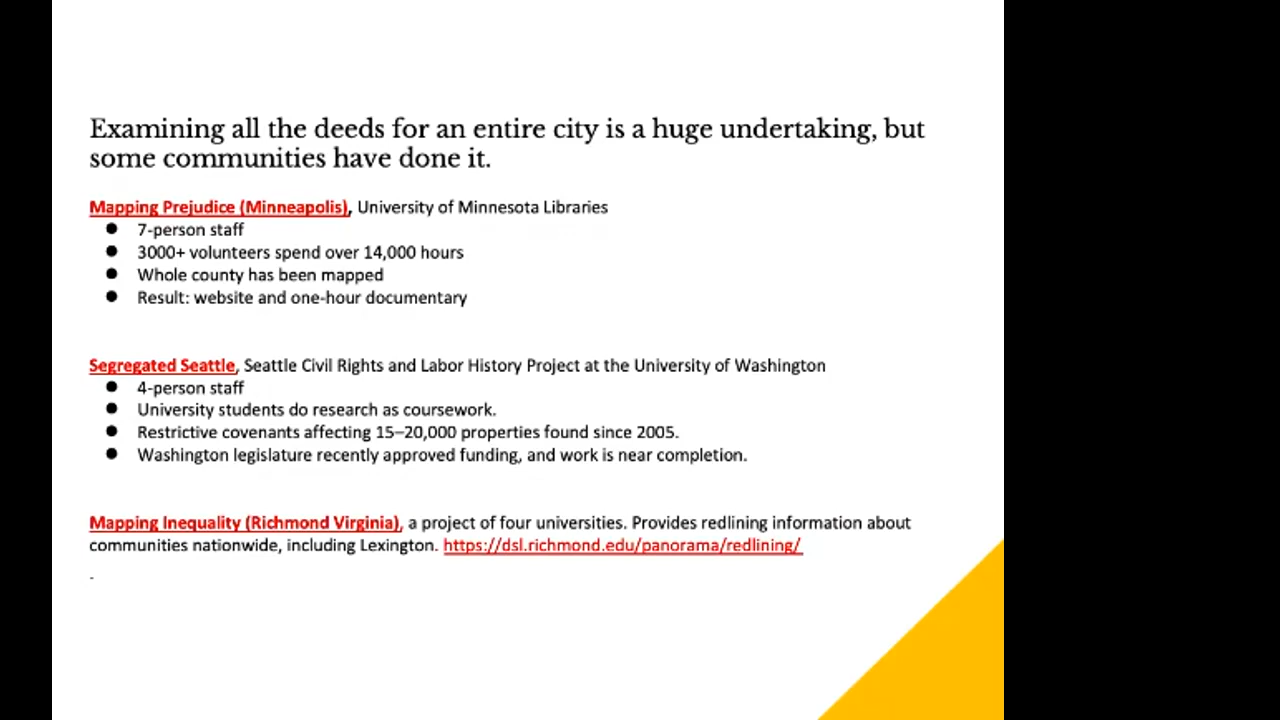 Examining all the deeds for an entire city is a huge undertaking, but
some communities have done it.
Mapping Prejudice (Minneapolis), University of Minnesota Libraries
● 7-person staff
● 3000+ volunteers spend over 14,000 hours
● Whole county has been mapped
● Result: website and one-hour documentary
Segregated Seattle, Seattle Civil Rights and Labor History Project at the University of Washington
● 4-person staff
● University students do research as coursework.
● Restrictive covenants affecting 15–20,000 properties found since 2005.
● Washington legislature recently approved funding, and work is near completion.
Mapping Inequality (Richmond Virginia), a project of four universities. Provides redlining information about
communities nationwide, including Lexington. https://dsl.richmond.edu/panorama/redlining/
.